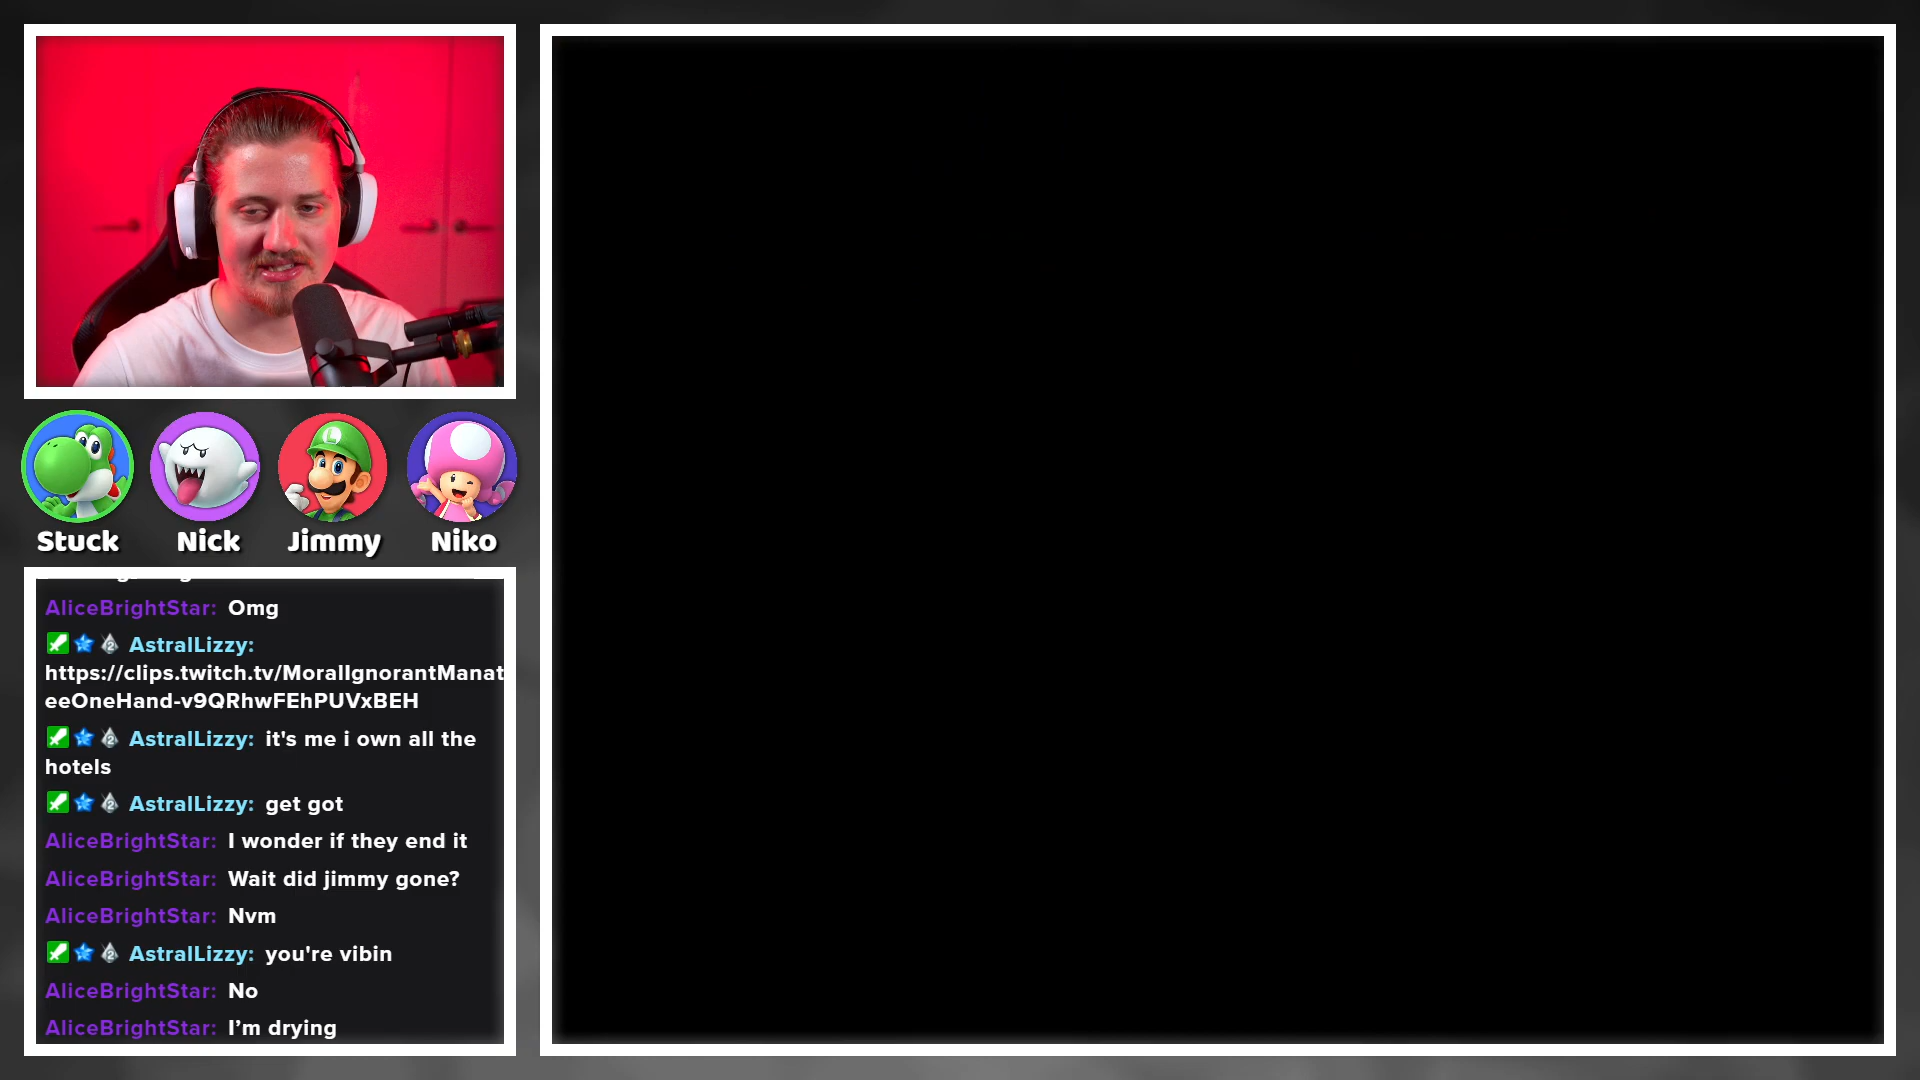 Stuck Nick Jimmy Niko
AliceBrightStar: Omg
AstralLizzy:
https://clips.twitch.tv/MoralIgnorantManat
eeOneHand-v9QRhwFEhPUVxBEH
AstralLizzy: it's me i own all the
hotels
AstralLizzy: get got
AliceBrightStar: I wonder if they end it
AliceBrightStar: Wait did jimmy gone?
AliceBrightStar: Nvm
AstralLizzy: you're vibin
AliceBrightStar: No
AliceBrightStar: I’m drying